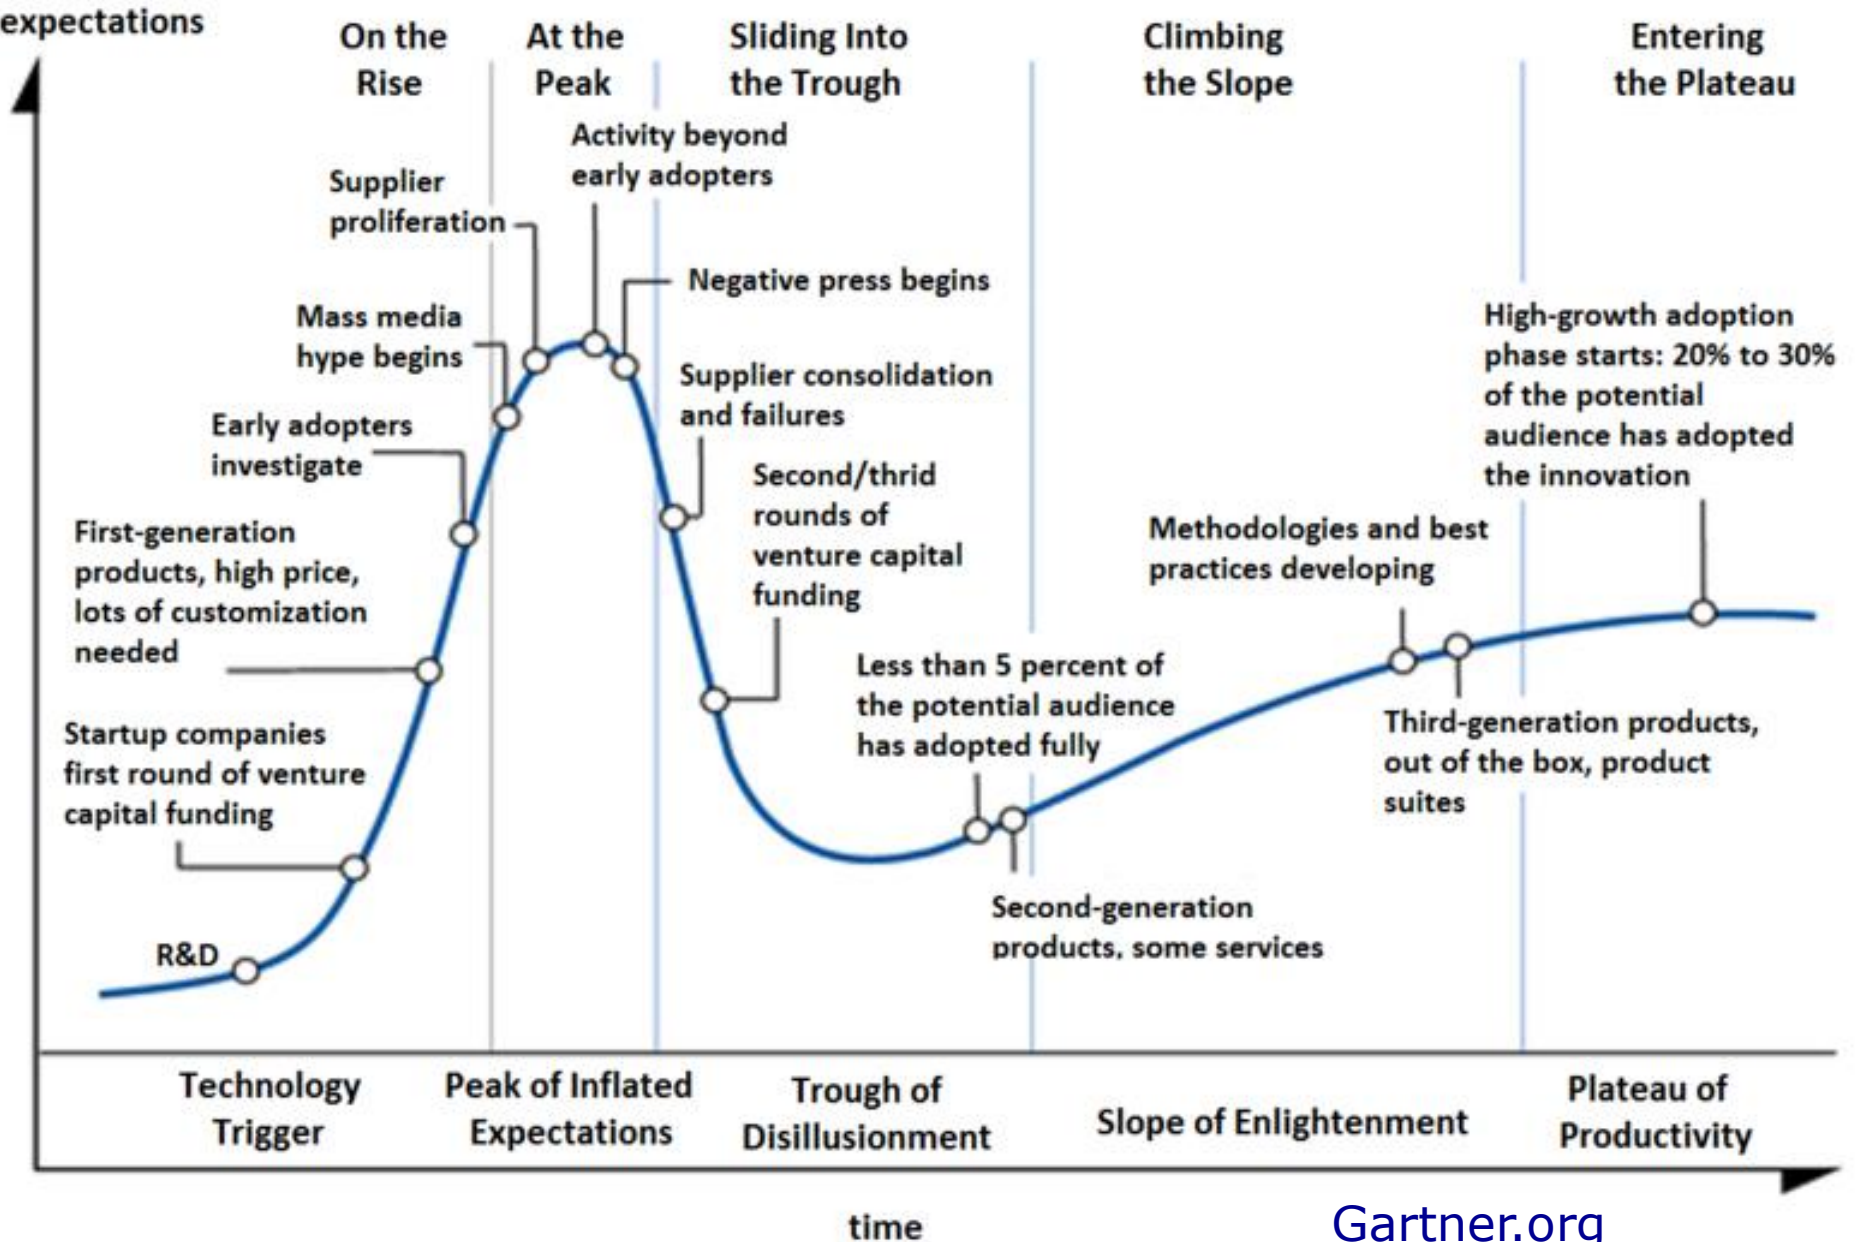 expectations
On the
Rise
At the
Peak
Sliding Into
the Trough
Climbing
the Slope
Entering
the Plateau
Activity beyond
early adopters
Supplier
proliferation
Negative press begins
Mass media
hype begins
High-growth adoption
phase starts: 20% to 30%
of the potential
audience has adopted
the innovation
Supplier consolidation
and failures
Early adopters
investigate
Second/thrid
rounds of
venture capital
funding
First-generation
products, high price,
lots of customization
needed
Methodologies and best
practices developing
Less than 5 percent of
the potential audience
has adopted fully
Startup companies
first round of venture
capital funding
Third-generation products,
out of the box, product
suites
Second-generation
products, some services
R&D
Technology
Trigger
Peak of Inflated
Expectations
Trough of
Disillusionment
Slope of Enlightenment
Plateau of
Productivity
time
Gartner.org